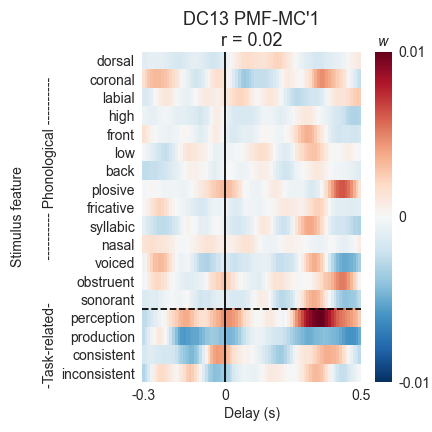 DC13 PMF-MC'1
r = 0.02
w
dorsal
coronal
labial
high
front
low
back
plosive
fricative
syllabic
nasal
voiced
obstruent
sonorant
perception
production
consistent
inconsistent
Stimulus feature
---------- Phonological ----------
-Task-related-
-0.3
0
0.5
Delay (s)
0.01
0
-0.01